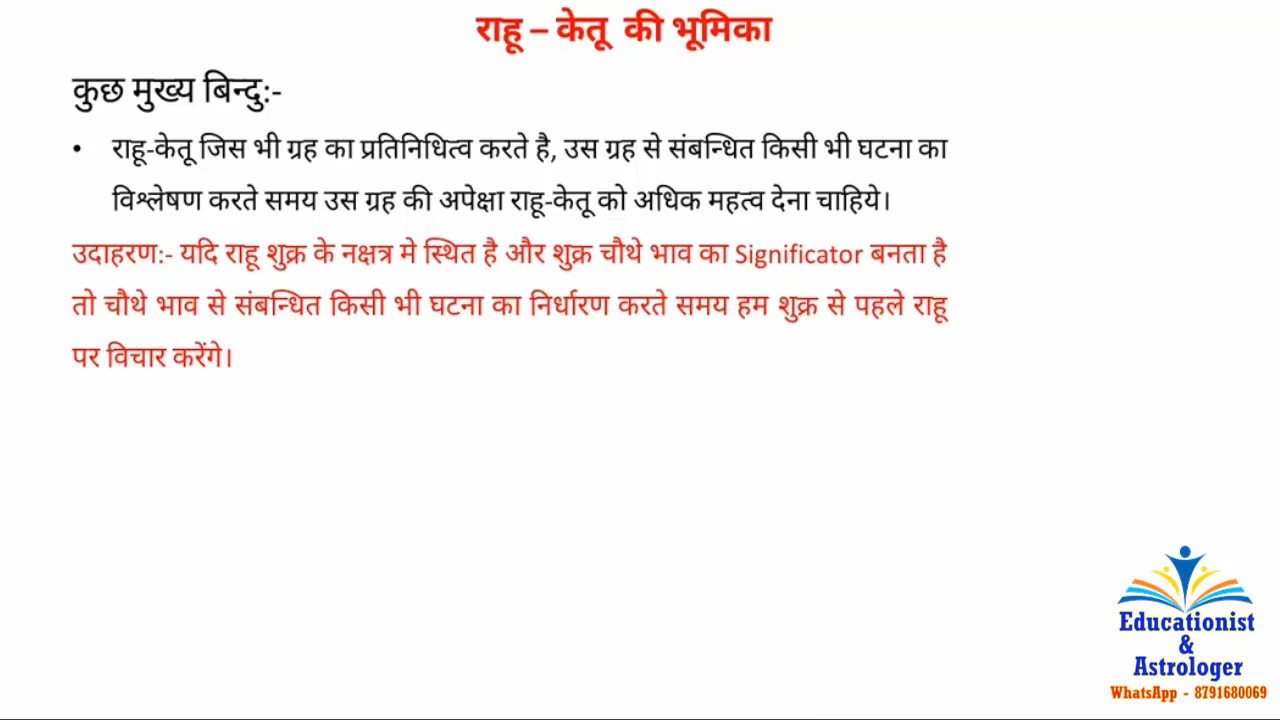 राहू – केतू की भूमिका
कुछ मुख्य बिन्दु:-
• राहू-केतू जिस भी ग्रह का प्रतिनिधित्व करते है, उस ग्रह से संबन्धित किसी भी घटना का
विश्लेषण करते समय उस ग्रह की अपेक्षा राहू-केतू को अधिक महत्व देना चाहिये।
उदाहरण:- यदि राहू शुक्र के नक्षत्र मे स्थित है और शुक्र चौथे भाव का Significator बनता है
तो चौथे भाव से संबन्धित किसी भी घटना का निर्धारण करते समय हम शुक्र से पहले राहू
पर विचार करेंगे।
Educationist
&
Astrologer
WhatsApp - 8791680069